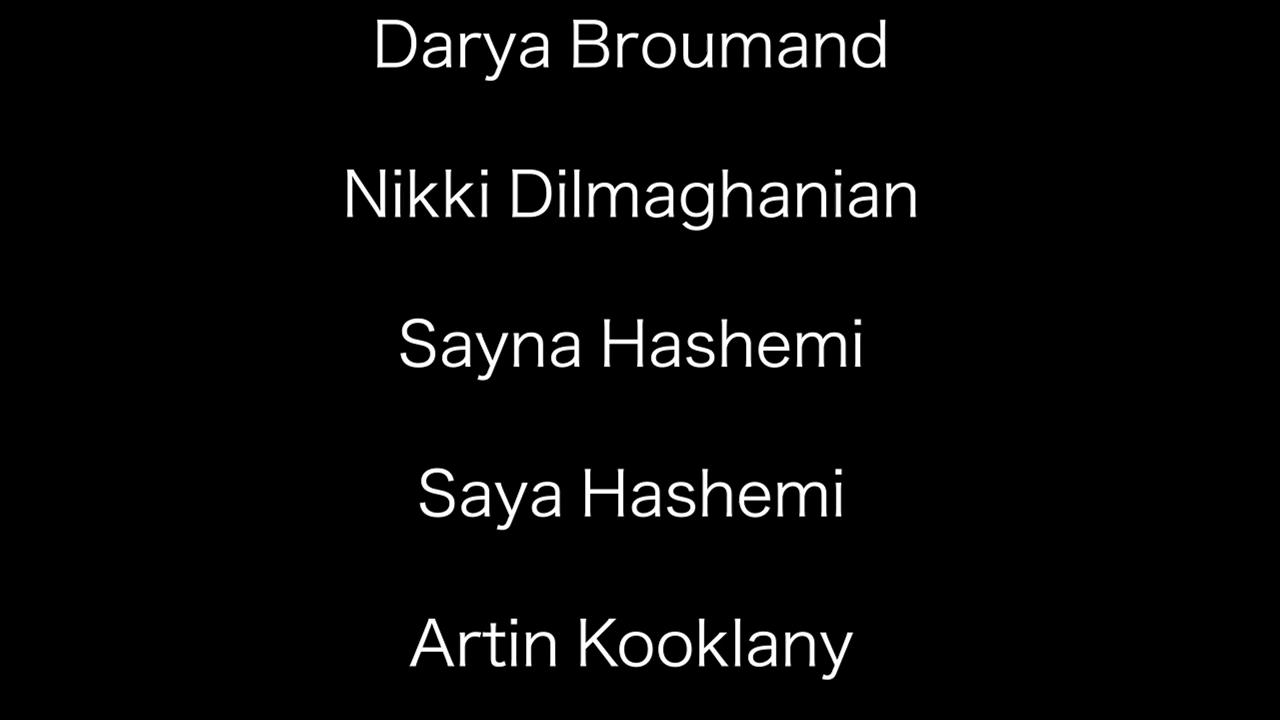 Darya Broumand
Nikki Dilmaghanian
Sayna Hashemi
Saya Hashemi
Artin Kooklany